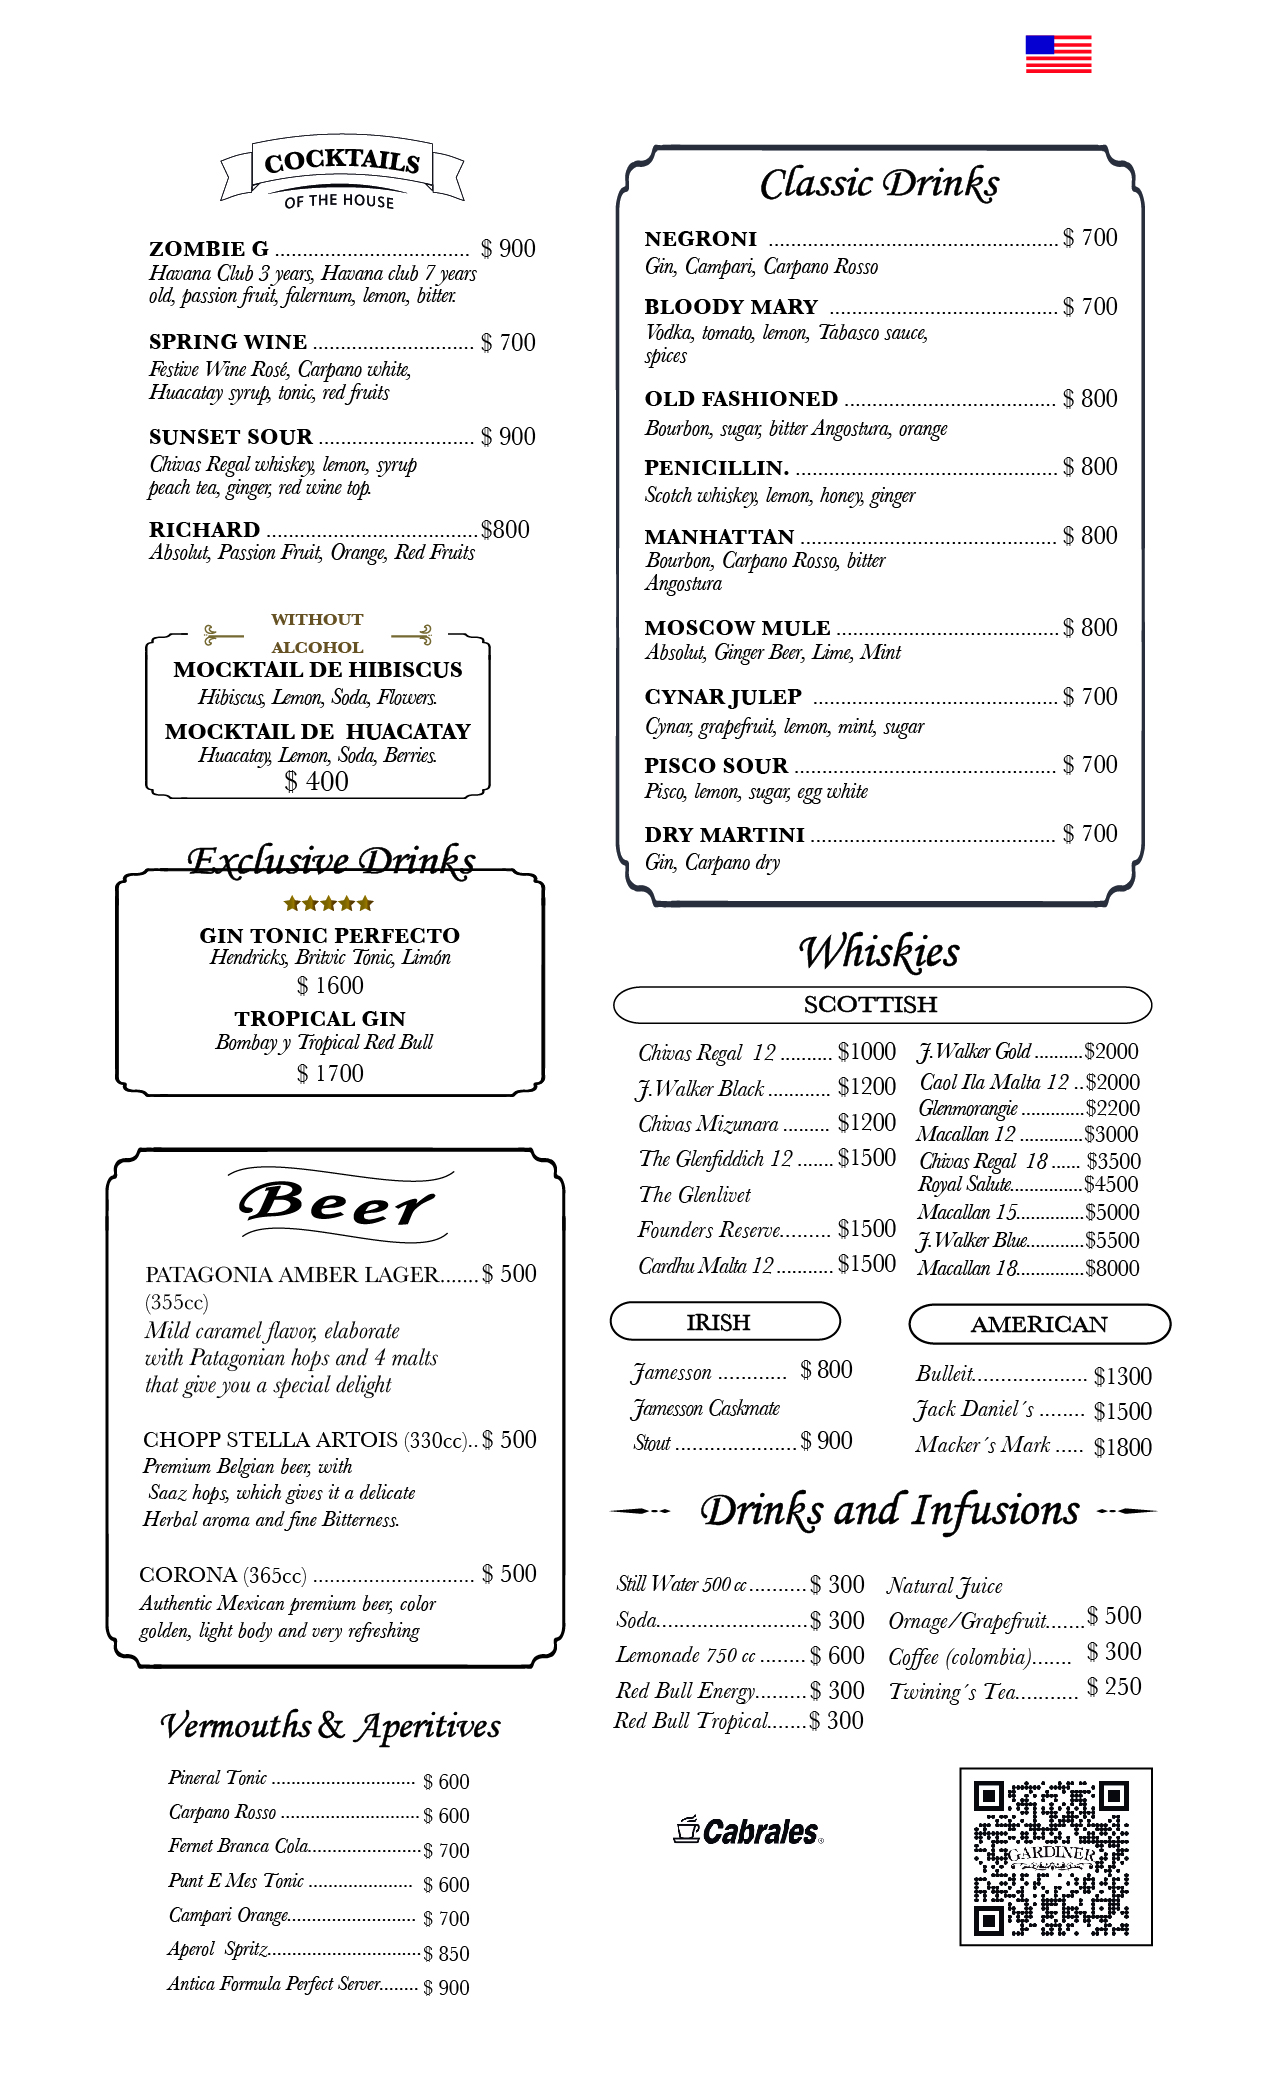 COCKTAILS
OF THE HOUSE
ZOMBIE G ................................... $ 900
Havana Club 3 years, Havana club 7 years
old, passion fruit, falernum, lemon, bitter.
SPRING WINE ............................. $ 700
Festive Wine Rosé, Carpano white,
Huacatay syrup, tonic, red fruits
SUNSET SOUR ............................ $ 900
Chivas Regal whiskey, lemon, syrup
peach tea, ginger, red wine top.
RICHARD ......................................$800
Absolut, Passion Fruit, Orange, Red Fruits
WITHOUT
ALCOHOL
MOCKTAIL DE HIBISCUS
Hibiscus, Lemon, Soda, Flowers.
MOCKTAIL DE HUACATAY
Huacatay, Lemon, Soda, Berries.
$ 400
Exclusive Drinks
GIN TONIC PERFECTO
Hendricks, Britvic Tonic, Limón
$ 1600
TROPICAL GIN
Bombay y Tropical Red Bull
$ 1700
Beer
PATAGONIA AMBER LAGER.......$ 500
(355cc)
Mild caramel flavor, elaborate
with Patagonian hops and 4 malts
that give you a special delight
CHOPP STELLA ARTOIS (330cc)..$ 500
Premium Belgian beer, with
Saaz hops, which gives it a delicate
Herbal aroma and fine Bitterness.
CORONA (365cc) ............................. $ 500
Authentic Mexican premium beer, color
golden, light body and very refreshing
Vermouths & Aperitives
Pineral Tonic ............................. $ 600
Carpano Rosso ............................$ 600
Fernet Branca Cola.......................$ 700
Punt E Mes Tonic ..................... $ 600
Campari Orange.......................... $ 700
Aperol Spritz...............................$ 850
Antica Formula Perfect Server........ $ 900
Classic Drinks
NEGRONI ....................................................$ 700
Gin, Campari, Carpano Rosso
BLOODY MARY .........................................$ 700
Vodka, tomato, lemon, Tabasco sauce,
spices
OLD FASHIONED ...................................... $ 800
Bourbon, sugar, bitter Angostura, orange
PENICILLIN. ...............................................$ 800
Scotch whiskey, lemon, honey, ginger
MANHATTAN .............................................. $ 800
Bourbon, Carpano Rosso, bitter
Angostura
MOSCOW MULE ........................................$ 800
Absolut, Ginger Beer, Lime, Mint
CYNAR JULEP ............................................$ 700
Cynar, grapefruit, lemon, mint, sugar
PISCO SOUR ............................................... $ 700
Pisco, lemon, sugar, egg white
DRY MARTINI ............................................ $ 700
Gin, Carpano dry
Whiskies
SCOTTISH
Chivas Regal 12 ......... $1000
J.Walker Black ........... $1200
Chivas Mizunara ........ $1200
The Glenfiddich 12 ...... $1500
The Glenlivet
Founders Reserve......... $1500
Cardhu Malta 12 .......... $1500
J.Walker Gold .........$2000
Caol Ila Malta 12 ..$2000
Glenmorangie .............$2200
Macallan 12 .............$3000
Chivas Regal 18 ...... $3500
Royal Salute...............$4500
Macallan 15..............$5000
J.Walker Blue............$5500
Macallan 18..............$8000
IRISH
Jamesson ............ $ 800
Jamesson Caskmate
Stout .....................$ 900
AMERICAN
Bulleit.................... $1300
Jack Daniel´s ........ $1500
Macker´s Mark ..... $1800
Drinks and Infusions
Still Water 500 cc ..........$ 300
Soda..........................$ 300
Lemonade 750 cc ........$ 600
Red Bull Energy.........$ 300
Red Bull Tropical.......$ 300
Natural Juice
Ornage/Grapefruit.......$ 500
Coffee (colombia)....... $ 300
Twining´s Tea........... $ 250
Cabrales®
GARDINER